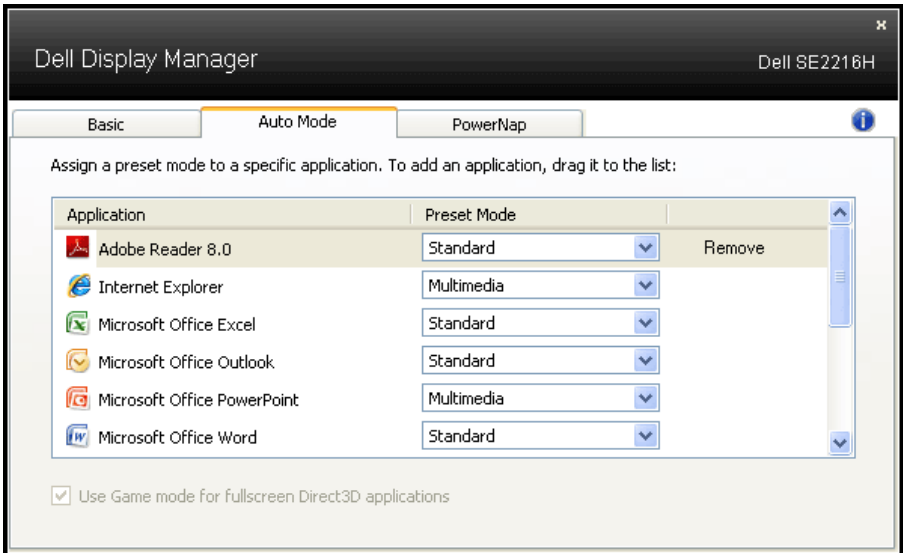 x
Dell Display Manager
Dell SE2216H
Basic
Auto Mode
PowerNap
i
Assign a preset mode to a specific application. To add an application, drag it to the list:
Application Preset Mode
Adobe Reader 8.0 Standard Remove
Internet Explorer Multimedia
Microsoft Office Excel Standard
Microsoft Office Outlook Standard
Microsoft Office PowerPoint Multimedia
Microsoft Office Word Standard
Use Game mode for fullscreen Direct3D applications